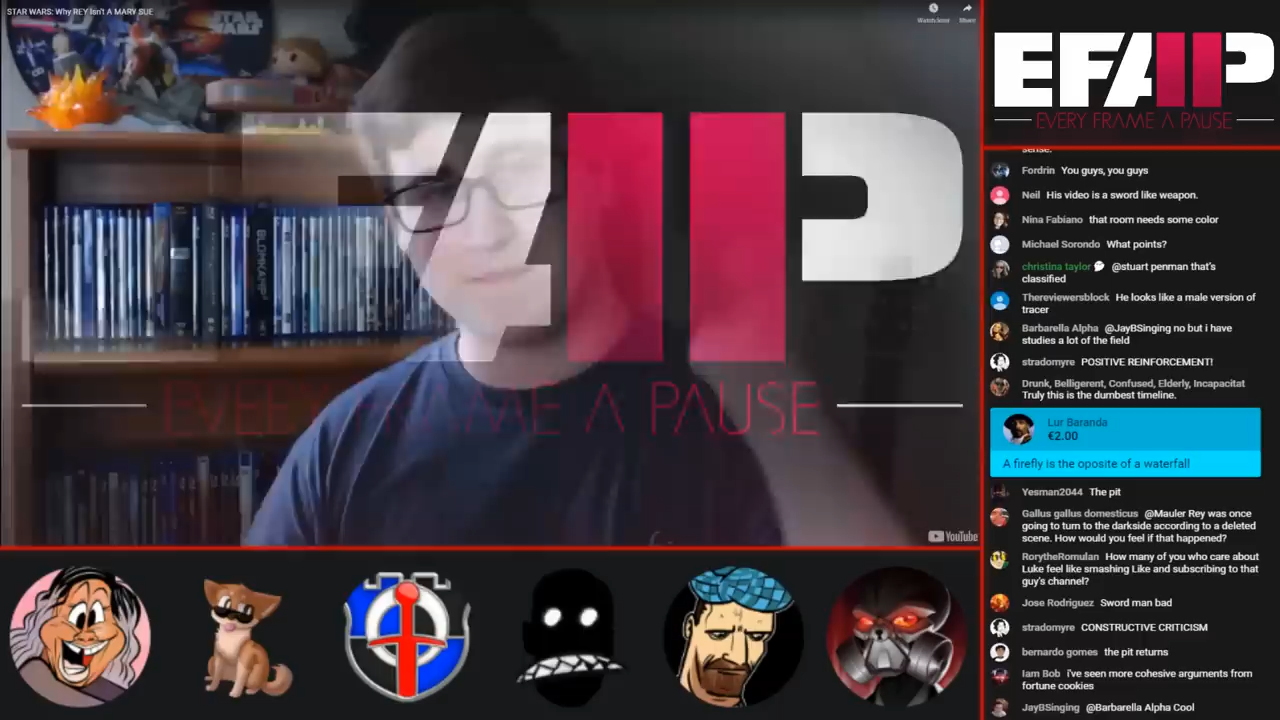 STAR WARS: Why REY Isn't A MARY SUE
Watch later
Share
STAR
WARS
BLOMKAMP
EFAP
EVERY FRAME A PAUSE
YouTube
EFAP
EVERY FRAME A PAUSE
sense.
Fordrin You guys, you guys
Neil His video is a sword like weapon.
Nina Fabiano that room needs some color
Michael Sorondo What points?
christina taylor @stuart penman that's
classified
Thereviewersblock He looks like a male version of
tracer
Barbarella Alpha @JayBSinging no but i have
studies a lot of the field
stradomyre POSITIVE REINFORCEMENT!
Drunk, Belligerent, Confused, Elderly, Incapacitat
Truly this is the dumbest timeline.
Lur Baranda
€2.00
A firefly is the oposite of a waterfall
Yesman2044 The pit
Gallus gallus domesticus @Mauler Rey was once
going to turn to the darkside according to a deleted
scene. How would you feel if that happened?
RorytheRomulan How many of you who care about
Luke feel like smashing Like and subscribing to that
guy's channel?
Jose Rodriguez Sword man bad
stradomyre CONSTRUCTIVE CRITICISM
bernardo gomes the pit returns
Iam Bob i've seen more cohesive arguments from
fortune cookies
JayBSinging @Barbarella Alpha Cool